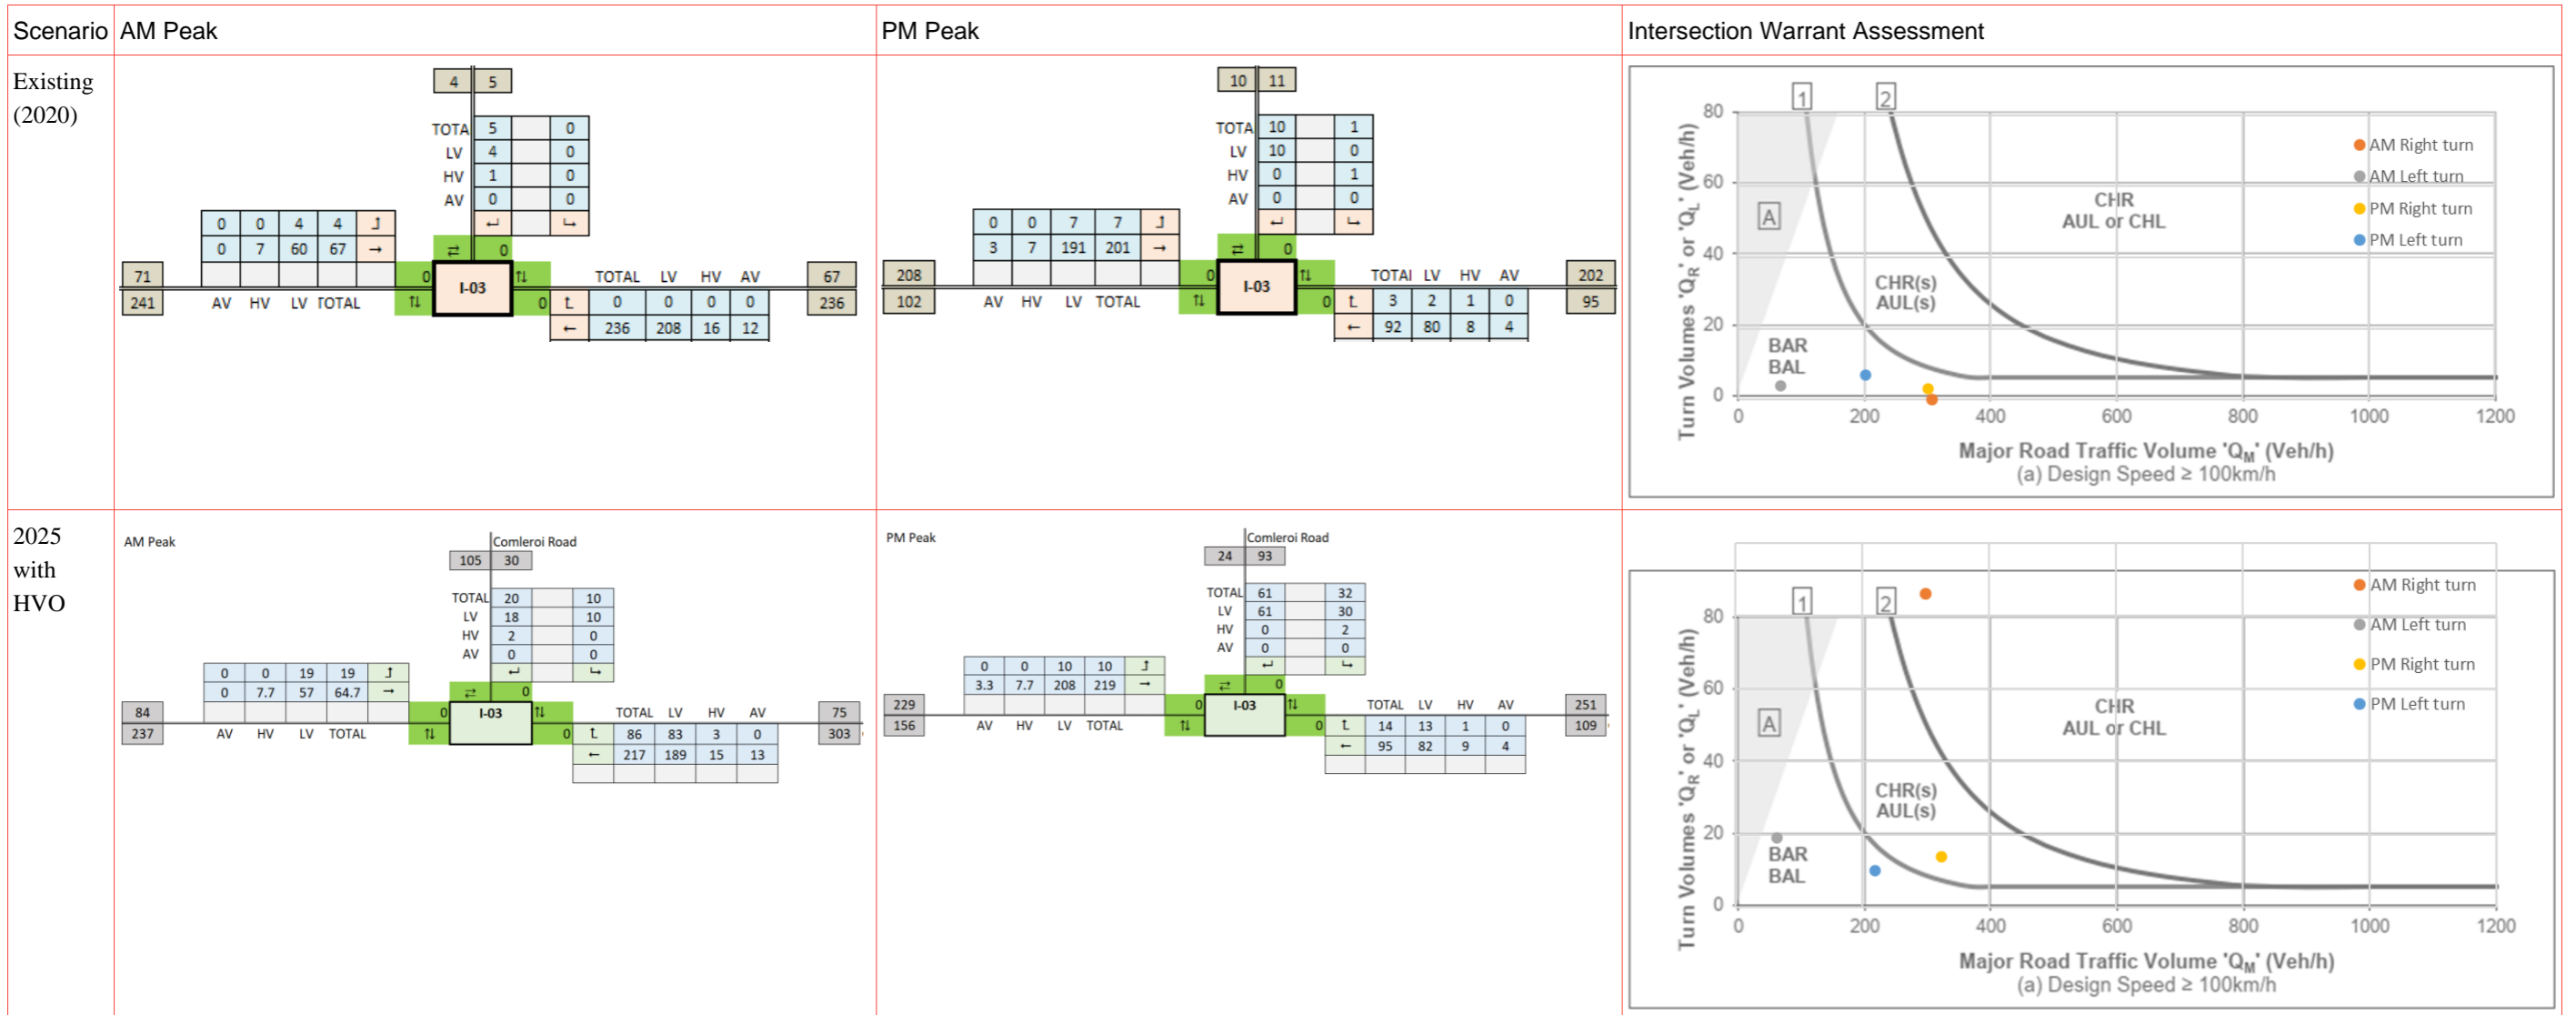 Scenario AM Peak PM Peak Intersection Warrant Assessment
Existing
(2020)
4 5
TOTA 5 0
LV 4 0
HV 1 0
AV 0 0
↵ ↳
0 0 4 4 ⮥
0 7 60 67 →
⇄ 0
0 I-03 ⇅
71
241
AV HV LV TOTAL
⇅ 0
TOTAL LV HV AV
t 0 0 0 0
← 236 208 16 12
67
236
10 11
TOTA 10 1
LV 10 0
HV 0 1
AV 0 0
↵ ↳
0 0 7 7 ⮥
3 7 191 201 →
⇄ 0
0 I-03 ⇅
208
102
AV HV LV TOTAL
⇅ 0
TOTAI LV HV AV
t 3 2 1 0
← 92 80 8 4
202
95
1 2
80
60
40
20
0
Turn Volumes 'QR' or 'QL' (Veh/h)
A
BAR
BAL
CHR(s)
AUL(s)
CHR
AUL or CHL
AM Right turn
AM Left turn
PM Right turn
PM Left turn
0 200 400 600 800 1000 1200
Major Road Traffic Volume 'QM' (Veh/h)
(a) Design Speed ≥ 100km/h
2025
with
HVO
AM Peak
Comleroi Road
105 30
TOTAL 20 10
LV 18 10
HV 2 0
AV 0 0
↵ ↳
0 0 19 19 ⮥
0 7.7 57 64.7 →
⇄ 0
0 I-03 ⇅
84
237
AV HV LV TOTAL
⇅ 0
TOTAL LV HV AV
t 86 83 3 0
← 217 189 15 13
75
303
PM Peak
Comleroi Road
24 93
TOTAL 61 32
LV 61 30
HV 0 2
AV 0 0
↵ ↳
0 0 10 10 ⮥
3.3 7.7 208 219 →
⇄ 0
0 I-03 ⇅
229
156
AV HV LV TOTAL
⇅ 0
TOTAL LV HV AV
t 14 13 1 0
← 95 82 9 4
251
109
1 2
80
60
40
20
0
Turn Volumes 'QR' or 'QL' (Veh/h)
A
BAR
BAL
CHR(s)
AUL(s)
CHR
AUL or CHL
AM Right turn
AM Left turn
PM Right turn
PM Left turn
0 200 400 600 800 1000 1200
Major Road Traffic Volume 'QM' (Veh/h)
(a) Design Speed ≥ 100km/h